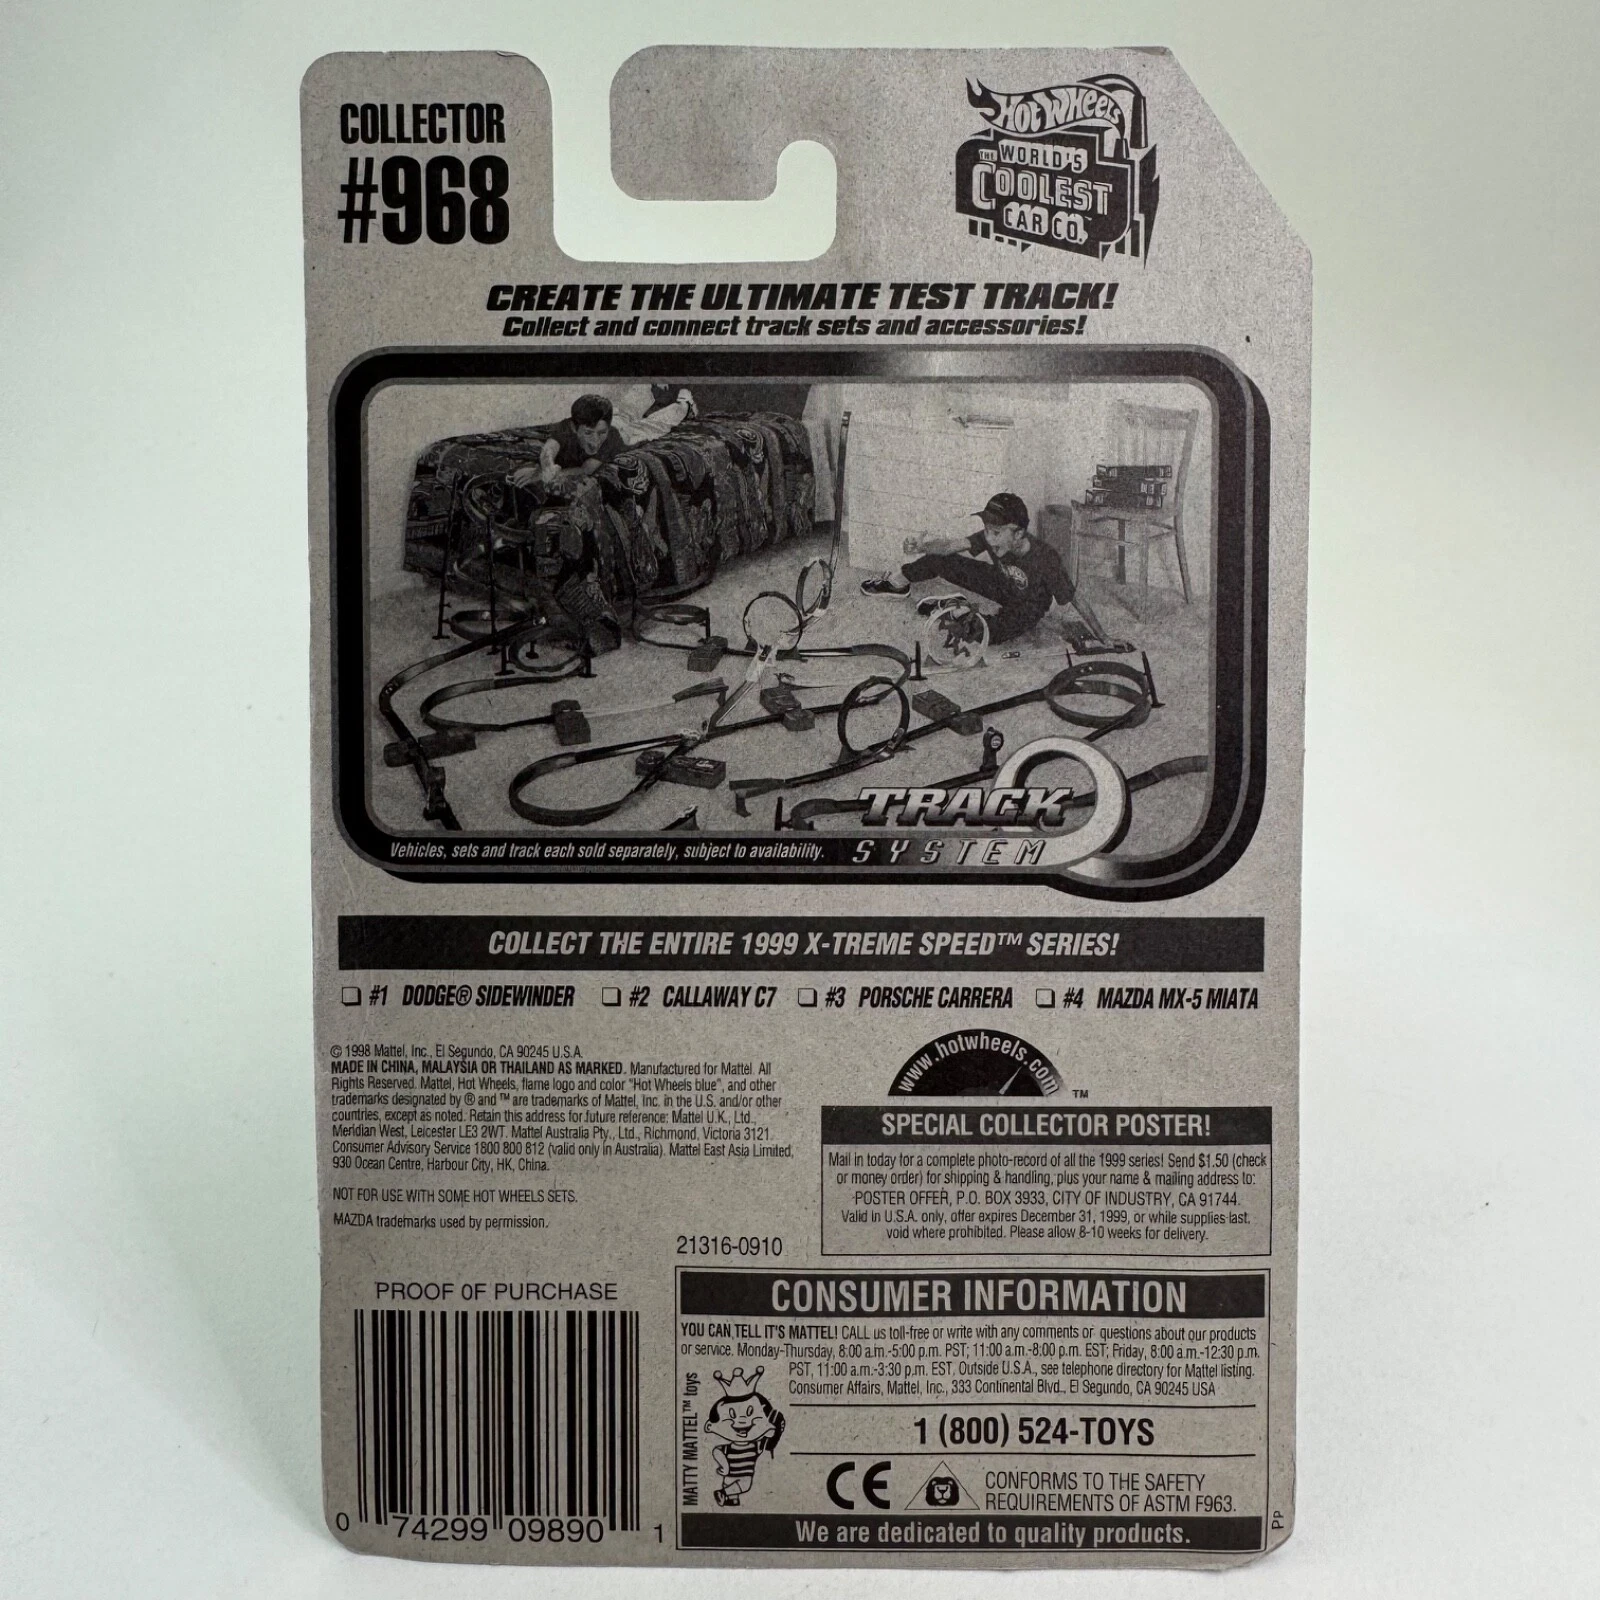 COLLECTOR
#968
HOT WHEELS
THE WORLD'S
COOLEST
CAR CO.™
CREATE THE ULTIMATE TEST TRACK!
Collect and connect track sets and accessories!
TRACK
SYSTEM
Vehicles, sets and track each sold separately, subject to availability.
COLLECT THE ENTIRE 1999 X-TREME SPEED™ SERIES!
#1 DODGE® SIDEWINDER
#2 CALLAWAY C7
#3 PORSCHE CARRERA
#4 MAZDA MX-5 MIATA
© 1998 Mattel, Inc., El Segundo, CA 90245 U.S.A.
MADE IN CHINA, MALAYSIA OR THAILAND AS MARKED. Manufactured for Mattel. All
Rights Reserved. Mattel, Hot Wheels, flame logo and color "Hot Wheels blue", and other
trademarks designated by ® and ™ are trademarks of Mattel, Inc. in the U.S. and/or other
countries, except as noted. Retain this address for future reference: Mattel U.K., Ltd.,
Meridian West, Leicester LE3 2WT. Mattel Australia Pty., Ltd., Richmond, Victoria 3121.
Consumer Advisory Service 1800 800 812 (valid only in Australia). Mattel East Asia Limited,
930 Ocean Centre, Harbour City, HK, China.
NOT FOR USE WITH SOME HOT WHEELS SETS.
MAZDA trademarks used by permission.
21316-0910
www.hotwheels.com
™
SPECIAL COLLECTOR POSTER!
Mail in today for a complete photo-record of all the 1999 series! Send $1.50 (check
or money order) for shipping & handling, plus your name & mailing address to:
POSTER OFFER, P.O. BOX 3933, CITY OF INDUSTRY, CA 91744.
Valid in U.S.A. only, offer expires December 31, 1999, or while supplies last,
void where prohibited. Please allow 8-10 weeks for delivery.
PROOF OF PURCHASE
0 74299 09890 1
CONSUMER INFORMATION
YOU CAN TELL IT'S MATTEL! CALL us toll-free or write with any comments or questions about our products
or service. Monday-Thursday, 8:00 a.m.-5:00 p.m. PST; 11:00 a.m.-8:00 p.m. EST; Friday, 8:00 a.m.-12:30 p.m.
PST, 11:00 a.m.-3:30 p.m. EST. Outside U.S.A., see telephone directory for Mattel listing.
Consumer Affairs, Mattel, Inc., 333 Continental Blvd., El Segundo, CA 90245 USA
MATTY MATTEL™ toys
1 (800) 524-TOYS
CE
CONFORMS TO THE SAFETY
REQUIREMENTS OF ASTM F963.
We are dedicated to quality products.
PP